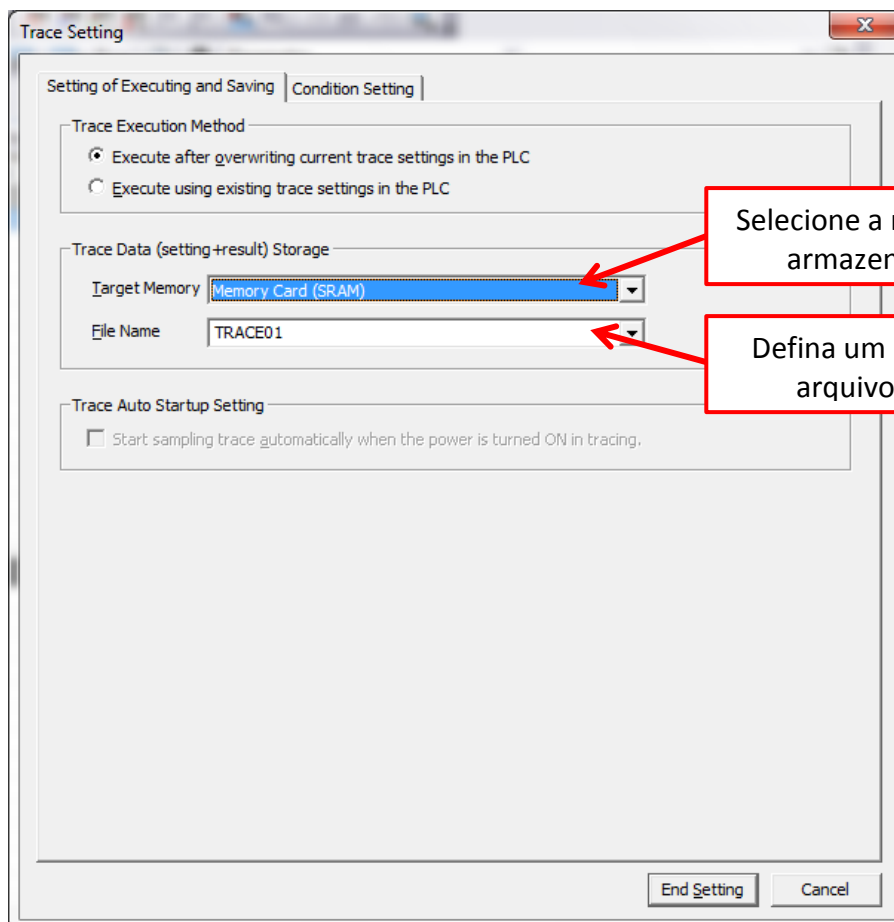 Trace Setting
Setting of Executing and Saving
Condition Setting
Trace Execution Method
Execute after overwriting current trace settings in the PLC
Execute using existing trace settings in the PLC
Selecione a
armazen
Trace Data (setting+result) Storage
Target Memory Memory Card (SRAM)
File Name TRACE01
Defina um
arquivo
Trace Auto Startup Setting
Start sampling trace automatically when the power is turned ON in tracing.
End Setting
Cancel